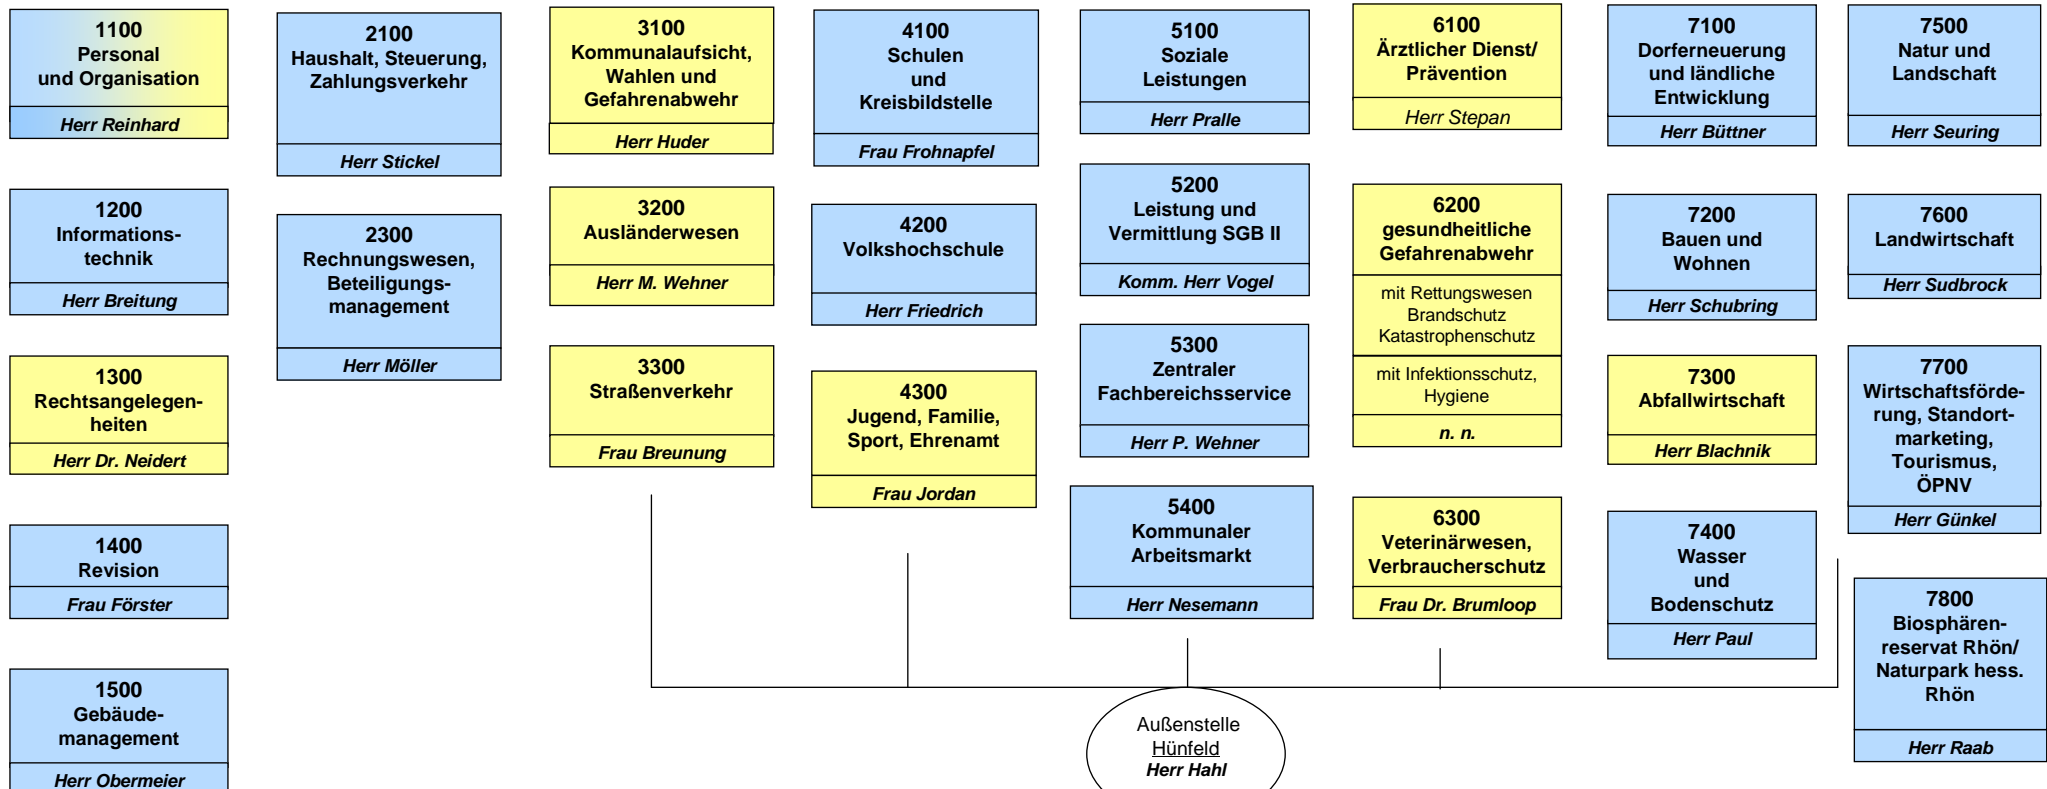 1100
Personal
und Organisation
Herr Reinhard
1200
Informations-
technik
Herr Breitung
1300
Rechtsangelegen-
heiten
Herr Dr. Neidert
1400
Revision
Frau Förster
1500
Gebäude-
management
Herr Obermeier
2100
Haushalt, Steuerung,
Zahlungsverkehr
Herr Stickel
2300
Rechnungswesen,
Beteiligungs-
management
Herr Möller
3100
Kommunalaufsicht,
Wahlen und
Gefahrenabwehr
Herr Huder
3200
Ausländerwesen
Herr M. Wehner
3300
Straßenverkehr
Frau Breunung
4100
Schulen
und
Kreisbildstelle
Frau Frohnapfel
4200
Volkshochschule
Herr Friedrich
4300
Jugend, Familie,
Sport, Ehrenamt
Frau Jordan
5100
Soziale
Leistungen
Herr Pralle
5200
Leistung und
Vermittlung SGB II
Komm. Herr Vogel
5300
Zentraler
Fachbereichsservice
Herr P. Wehner
5400
Kommunaler
Arbeitsmarkt
Herr Nesemann
6100
Ärztlicher Dienst/
Prävention
Herr Stepan
6200
gesundheitliche
Gefahrenabwehr
mit Rettungswesen
Brandschutz
Katastrophenschutz
mit Infektionsschutz,
Hygiene
n. n.
6300
Veterinärwesen,
Verbraucherschutz
Frau Dr. Brumloop
7100
Dorferneuerung
und ländliche
Entwicklung
Herr Büttner
7200
Bauen und
Wohnen
Herr Schubring
7300
Abfallwirtschaft
Herr Blachnik
7400
Wasser
und
Bodenschutz
Herr Paul
7500
Natur und
Landschaft
Herr Seuring
7600
Landwirtschaft
Herr Sudbrock
7700
Wirtschaftsförde-
rung, Standort-
marketing,
Tourismus,
ÖPNV
Herr Günkel
7800
Biosphären-
reservat Rhön/
Naturpark hess.
Rhön
Herr Raab
Außenstelle
Hünfeld
Herr Hahl